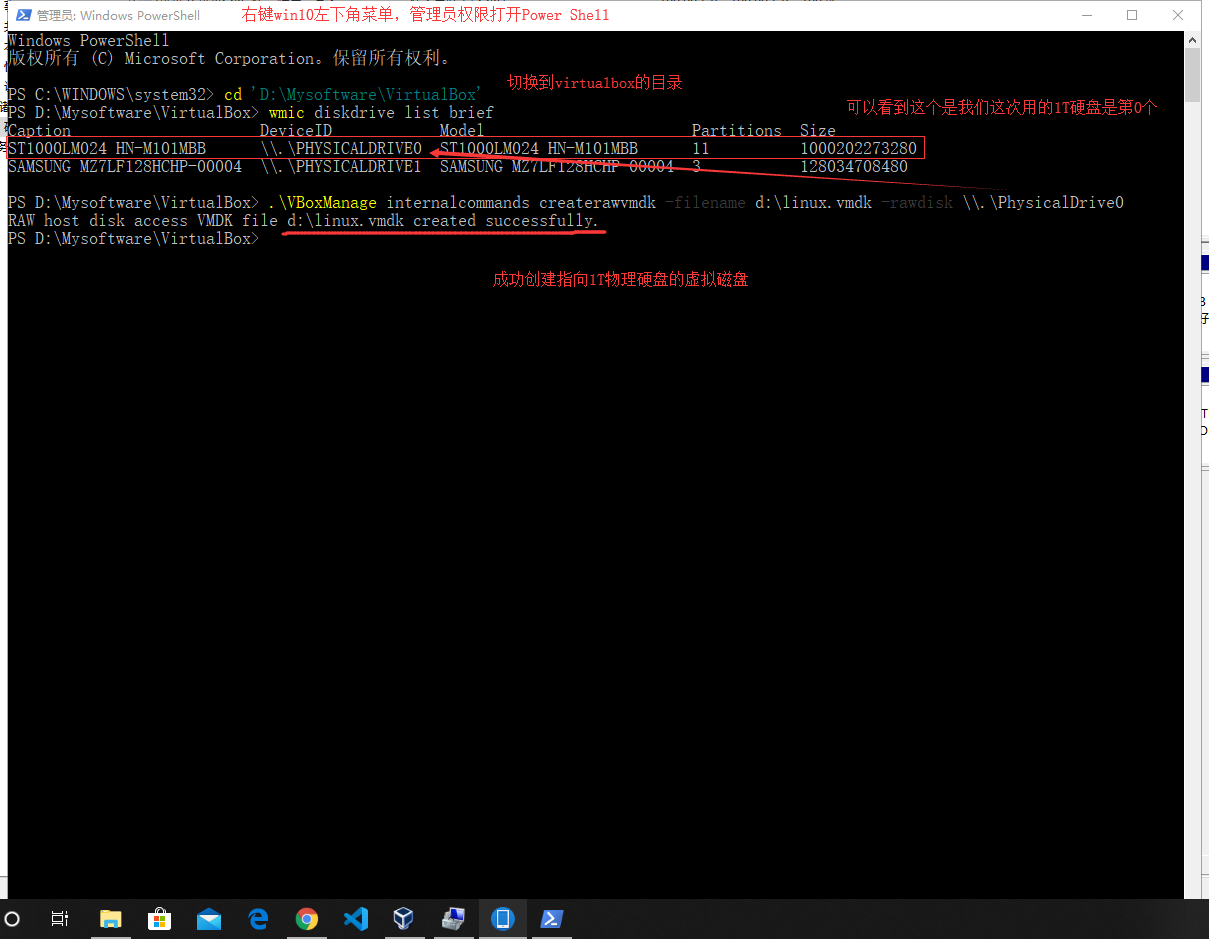 管理员: Windows PowerShell
右键win10左下角菜单，管理员权限打开Power Shell
Windows PowerShell
版权所有 (C) Microsoft Corporation。保留所有权利。
切换到virtualbox的目录
PS C:\WINDOWS\system32> cd 'D:\Mysoftware\VirtualBox'
PS D:\Mysoftware\VirtualBox> wmic diskdrive list brief
可以看到这个是我们这次用的1T硬盘是第0个
Caption DeviceID Model Partitions Size
ST1000LM024 HN-M101MBB \\.\PHYSICALDRIVE0 ST1000LM024 HN-M101MBB 11 1000202273280
SAMSUNG MZ7LF128HCHP-00004 \\.\PHYSICALDRIVE1 SAMSUNG MZ7LF128HCHP-00004 3 128034708480
PS D:\Mysoftware\VirtualBox> .\VBoxManage internalcommands createrawvmdk -filename d:\linux.vmdk -rawdisk \\.\PhysicalDrive0
RAW host disk access VMDK file d:\linux.vmdk created successfully.
PS D:\Mysoftware\VirtualBox>
成功创建指向1T物理硬盘的虚拟磁盘